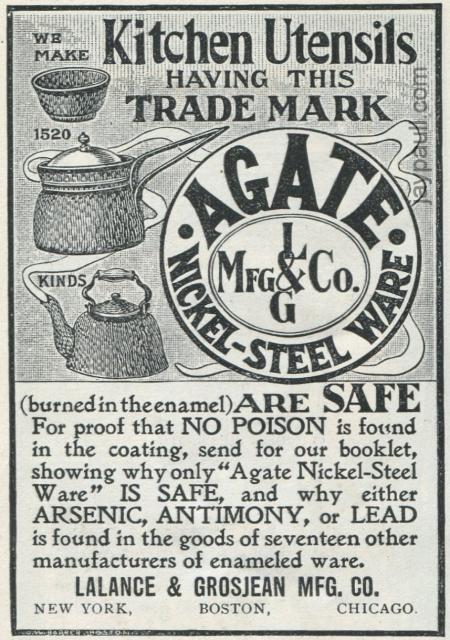 WE
MAKE
Kitchen Utensils
HAVING THIS
TRADE MARK
1520
KINDS
AGATE
L
MFG & Co.
G
NICKEL-STEEL WARE
(burned in the enamel) ARE SAFE
For proof that NO POISON is found
in the coating, send for our booklet,
showing why only "Agate Nickel-Steel
Ware" IS SAFE, and why either
ARSENIC, ANTIMONY, or LEAD
is found in the goods of seventeen other
manufacturers of enameled ware.
LALANCE & GROSJEAN MFG. CO.
NEW YORK, BOSTON, CHICAGO.
jaypaull.com